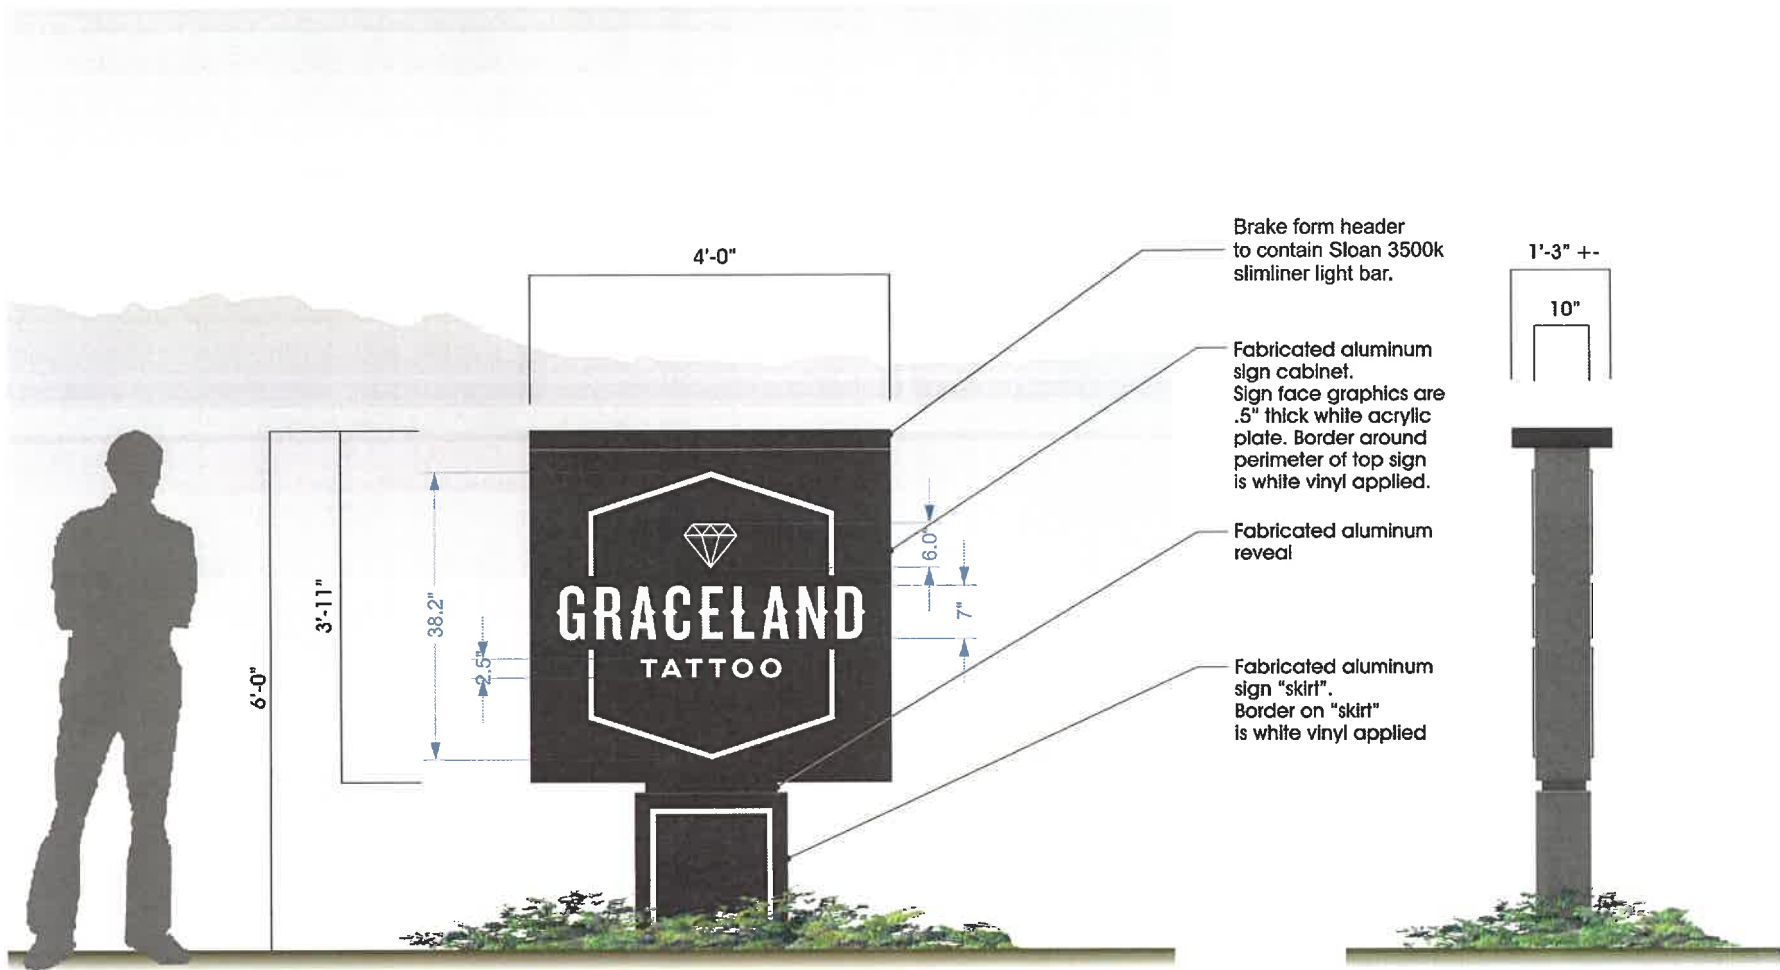 Brake form header
to contain Sloan 3500k
slimliner light bar.
4'-0"
1'-3" +-
10"
Fabricated aluminum
sign cabinet.
Sign face graphics are
.5" thick white acrylic
plate. Border around
perimeter of top sign
is white vinyl applied.
Fabricated aluminum
reveal
6.0"
3'-11"
38.2"
GRACELAND
7"
TATTOO
2.5"
6'-0"
Fabricated aluminum
sign “skirt”.
Border on “skirt”
is white vinyl applied